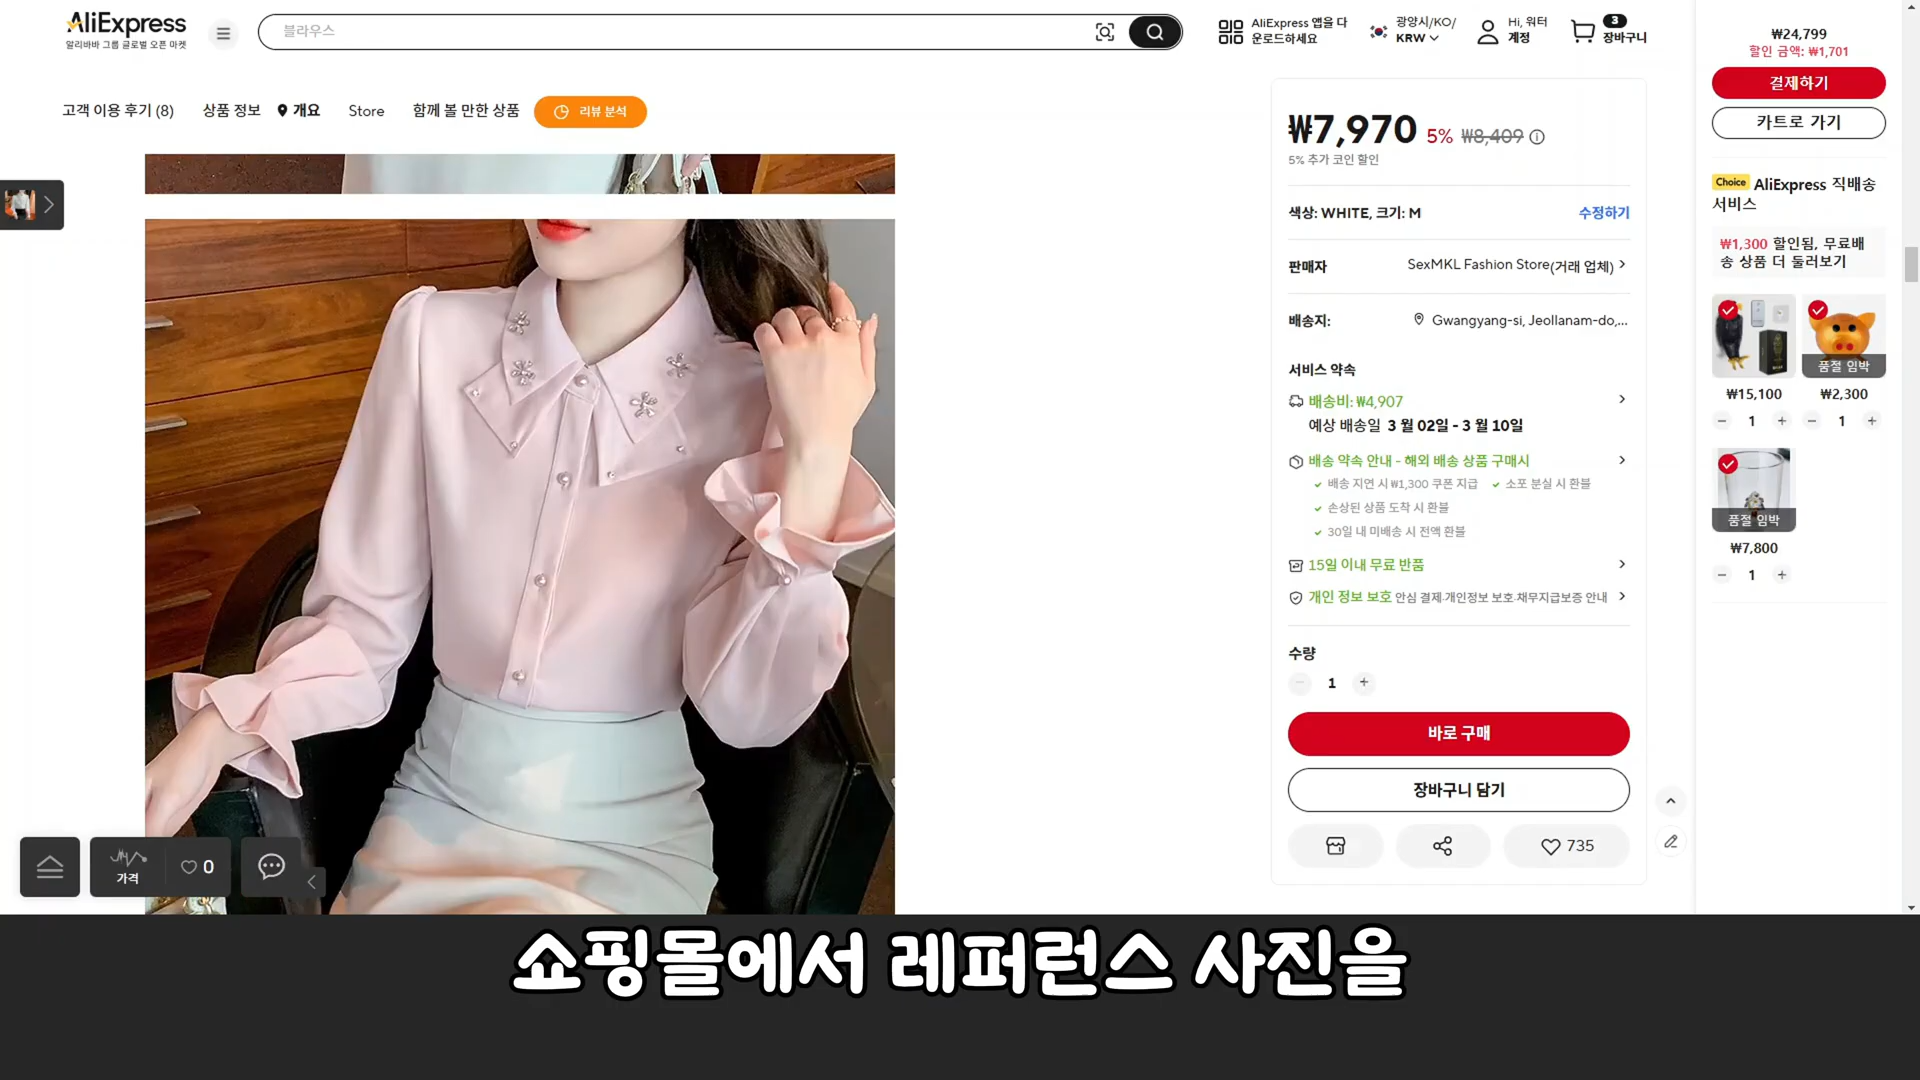 AliExpress
알리바바 그룹 글로벌 오픈 마켓
블라우스
AliExpress 앱을 다
운로드하세요
광양시/KO/
KRW
Hi, 워터
계정
3
장바구니
고객 이용 후기 (8)
상품 정보
개요
Store
함께 볼 만한 상품
리뷰 분석
₩7,970 5% ₩8,409
5% 추가 코인 할인
색상: WHITE, 크기: M
수정하기
판매자
SexMKL Fashion Store(거래 업체)
배송지:
Gwangyang-si, Jeollanam-do,...
서비스 약속
배송비: ₩4,907
예상 배송일 3 월 02일 - 3 월 10일
배송 약속 안내 - 해외 배송 상품 구매시
배송 지연 시 ₩1,300 쿠폰 지급
소포 분실 시 환불
손상된 상품 도착 시 환불
30일 내 미배송 시 전액 환불
15일 이내 무료 반품
개인 정보 보호 안심 결제·개인정보 보호·채무지급보증 안내
수량
1
바로 구매
장바구니 담기
735
₩24,799
할인 금액: ₩1,701
결제하기
카트로 가기
Choice AliExpress 직배송
서비스
₩1,300 할인됨, 무료배
송 상품 더 둘러보기
품절 임박
₩15,100
₩2,300
1
1
품절 임박
₩7,800
1
가격
0
쇼핑몰에서 레퍼런스 사진을